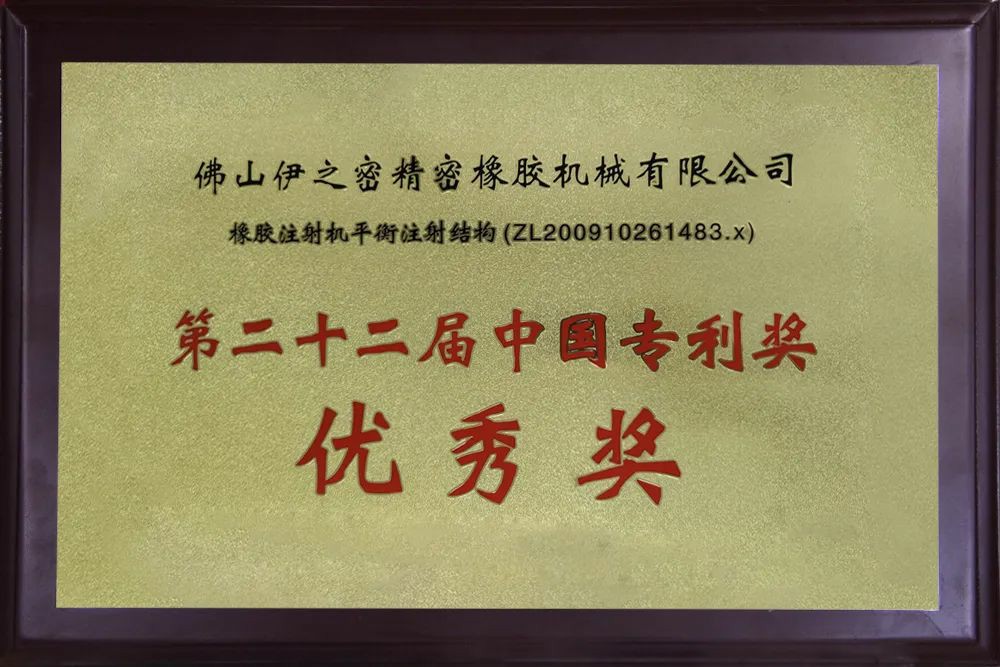 佛山伊之密精密橡胶机械有限公司
橡胶注射机平衡注射结构(ZL200910261483.x)
第二十二届中国专利奖
优秀奖